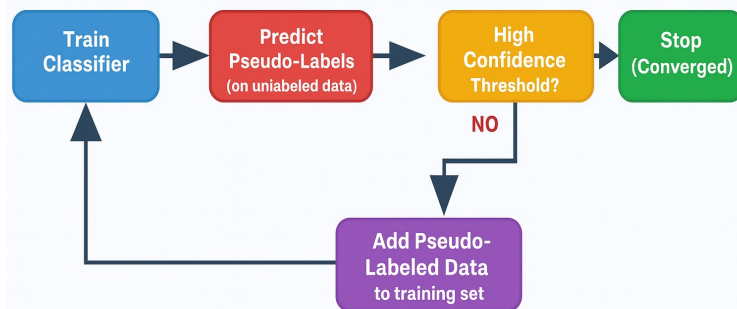 Train
Classifier
Predict
Pseudo-Labels
(on uniabeled data)
High
Confidence
Threshold?
Stop
(Converged)
NO
Add Pseudo-
Labeled Data
to training set